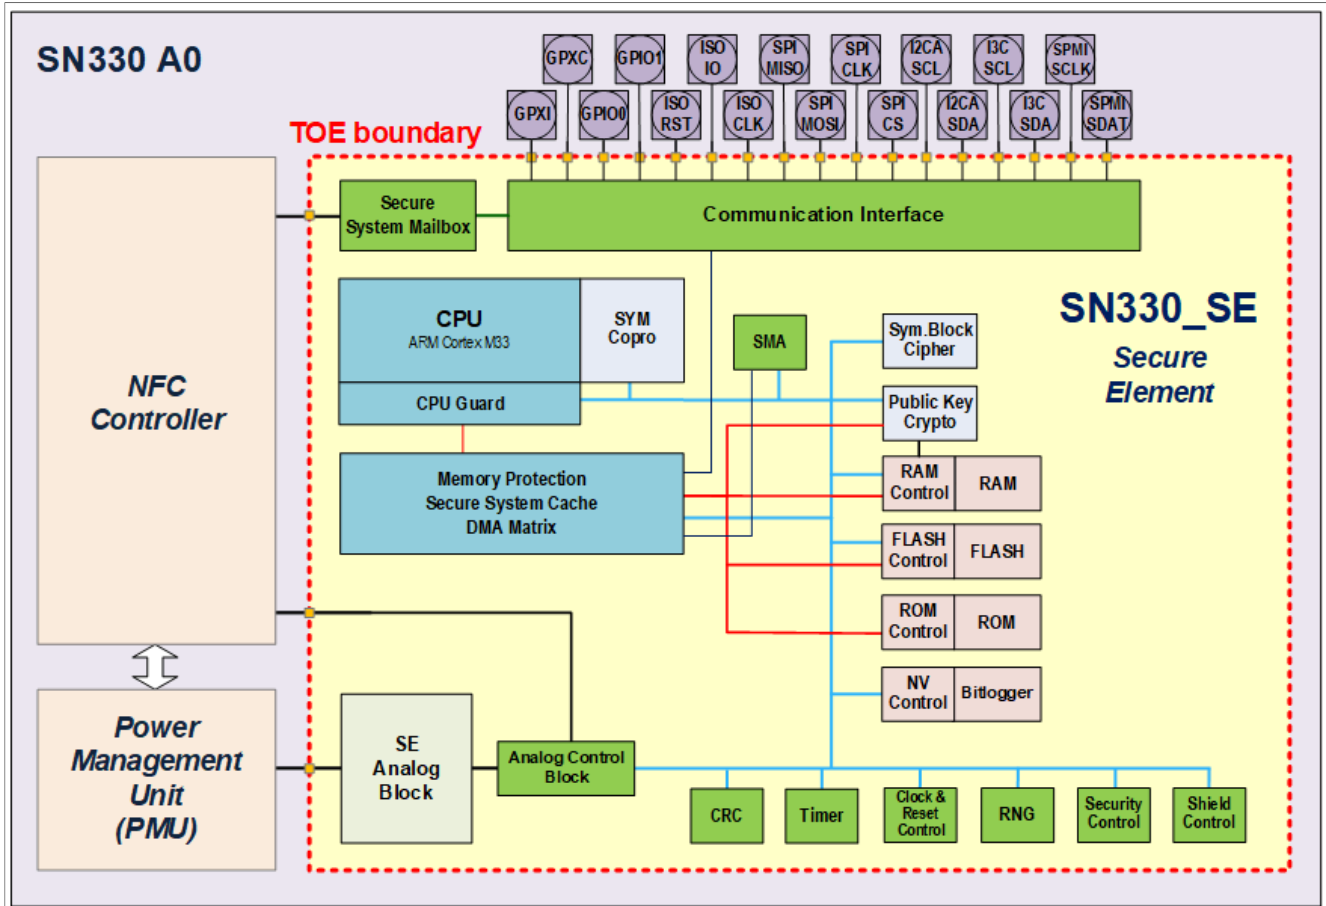 SN330 A0
GPXC
GPIO1
ISO
IO
SPI
MISO
SPI
CLK
I2CA
SCL
I3C
SCL
SPMI
SCLK
GPXI
GPIO0
ISO
RST
ISO
CLK
SPI
MOSI
SPI
CS
I2CA
SDA
I3C
SDA
SPMI
SDAT
TOE boundary
Secure
System Mailbox
Communication Interface
NFC
Controller
CPU
ARM Cortex M33
SYM
Copro
CPU Guard
SMA
Sym.Block
Cipher
SN330_SE
Secure
Element
Public Key
Crypto
Memory Protection
Secure System Cache
DMA Matrix
RAM
Control
RAM
FLASH
Control
FLASH
ROM
Control
ROM
NV
Control
Bitlogger
Power
Management
Unit
(PMU)
SE
Analog
Block
Analog Control
Block
CRC
Timer
Clock &
Reset
Control
RNG
Security
Control
Shield
Control